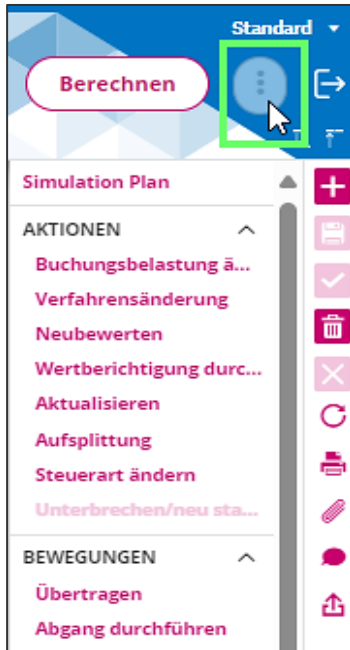 Standard
Berechnen
Simulation Plan
AKTIONEN
Buchungsbelastung ä...
Verfahrensänderung
Neubewerten
Wertberichtigung durc...
Aktualisieren
Aufsplittung
Steuerart ändern
Unterbrechen/neu sta...
BEWEGUNGEN
Übertragen
Abgang durchführen